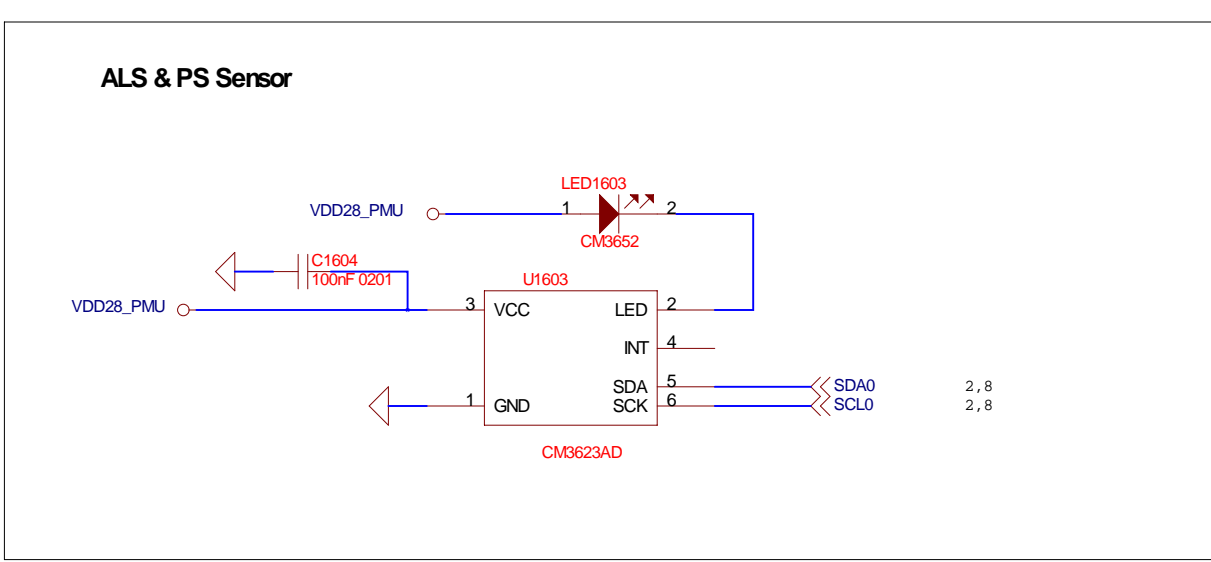 ALS & PS Sensor
LED1603
VDD28_PMU
1
2
CM3652
C1604
100nF 0201
U1603
VDD28_PMU
3
VCC
LED
2
INT
4
SDA
5
SDA0
2,8
1
GND
SCK
6
SCL0
2,8
CM3623AD